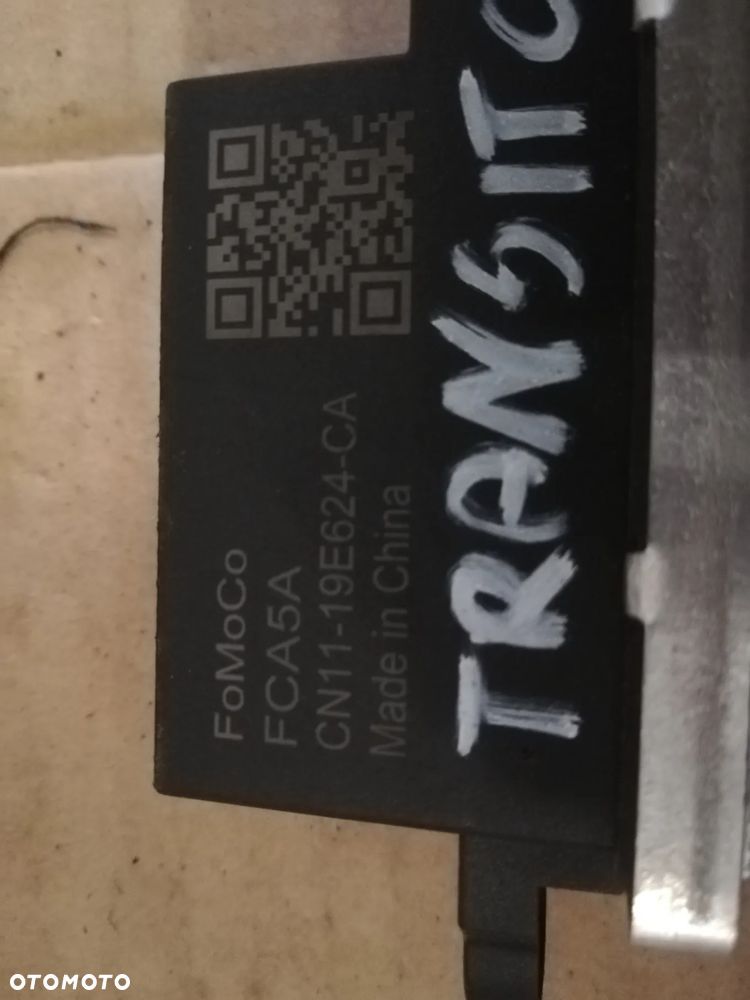 FoMoCo
FCA5A
CN11-19E624-CA
Made in China
TRANSIT
OTOMOTO